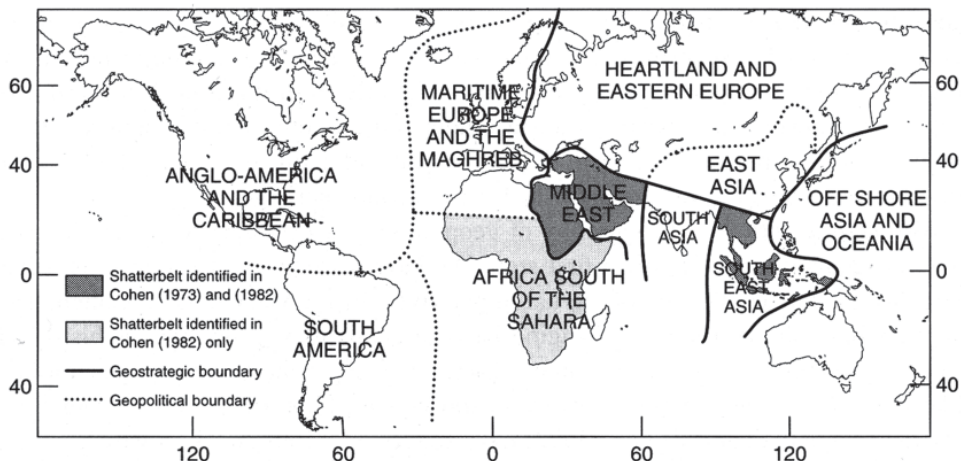 HEARTLAND AND
EASTERN EUROPE
MARITIME
EUROPE
AND THE
MAGHREB
ANGLO-AMERICA
AND THE
CARIBBEAN
EAST
ASIA
MIDDLE
EAST
SOUTH
ASIA
OFF SHORE
ASIA AND
OCEANIA
AFRICA SOUTH
OF THE
SAHARA
SOUTH
EAST
ASIA
SOUTH
AMERICA
Shatterbelt identified in
Cohen (1973) and (1982)
Shatterbelt identified in
Cohen (1982) only
Geostrategic boundary
Geopolitical boundary
60
40
0
40
60
40
0
40
120
60
0
60
120